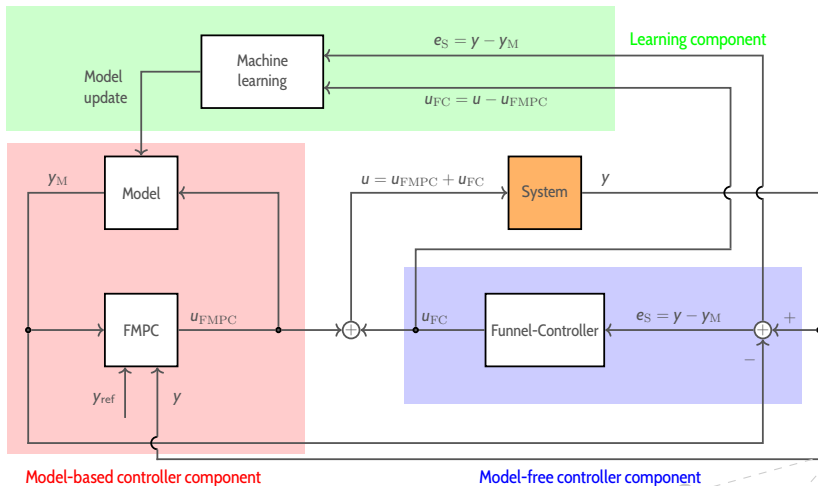 e_S = y − y_M
Learning component
Machine
learning
Model
update
u_FC = u − u_FMPC
y_M
u = u_FMPC + u_FC
System
y
Model
u_FMPC
u_FC
e_S = y − y_M
+
FMPC
Funnel-Controller
−
y_ref
y
Model-based controller component
Model-free controller component